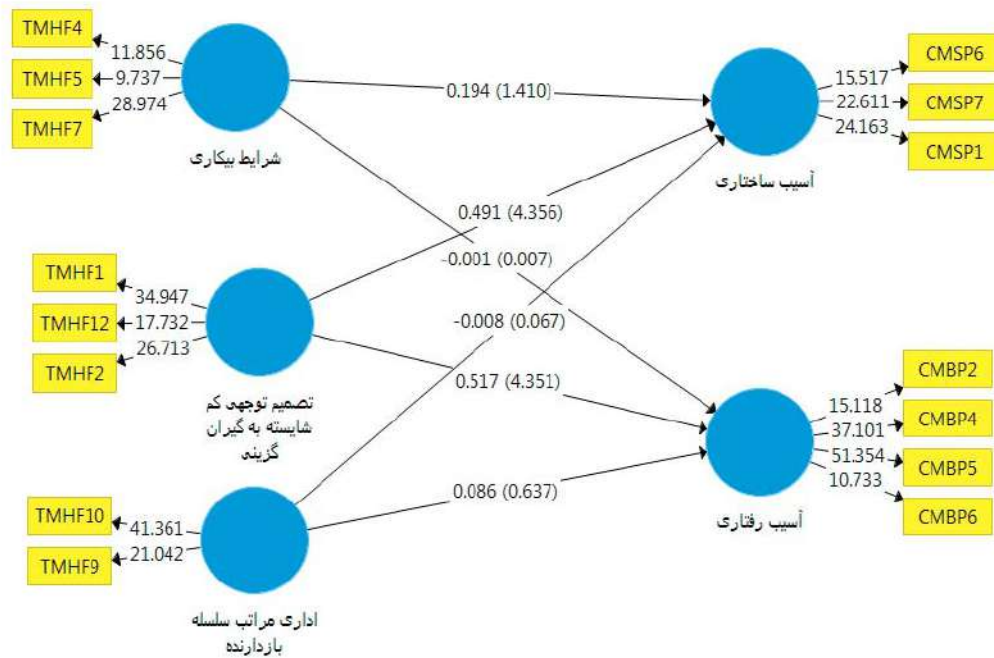 TMHF4
TMHF5
TMHF7
11.856
9.737
28.974
شرایط بیکاری
0.194 (1.410)
15.517
22.611
24.163
CMSP6
CMSP7
CMSP1
آسیب ساختاری
0.491 (4.356)
-0.001 (0.007)
TMHF1
TMHF12
TMHF2
34.947
17.732
26.713
تصمیم توجهی کم
شایسته به گیران
گزینی
-0.008 (0.067)
0.517 (4.351)
15.118
37.101
51.354
10.733
CMBP2
CMBP4
CMBP5
CMBP6
آسیب رفتاری
0.086 (0.637)
TMHF10
TMHF9
41.361
21.042
اداری مراتب سلسله
بازدارنده